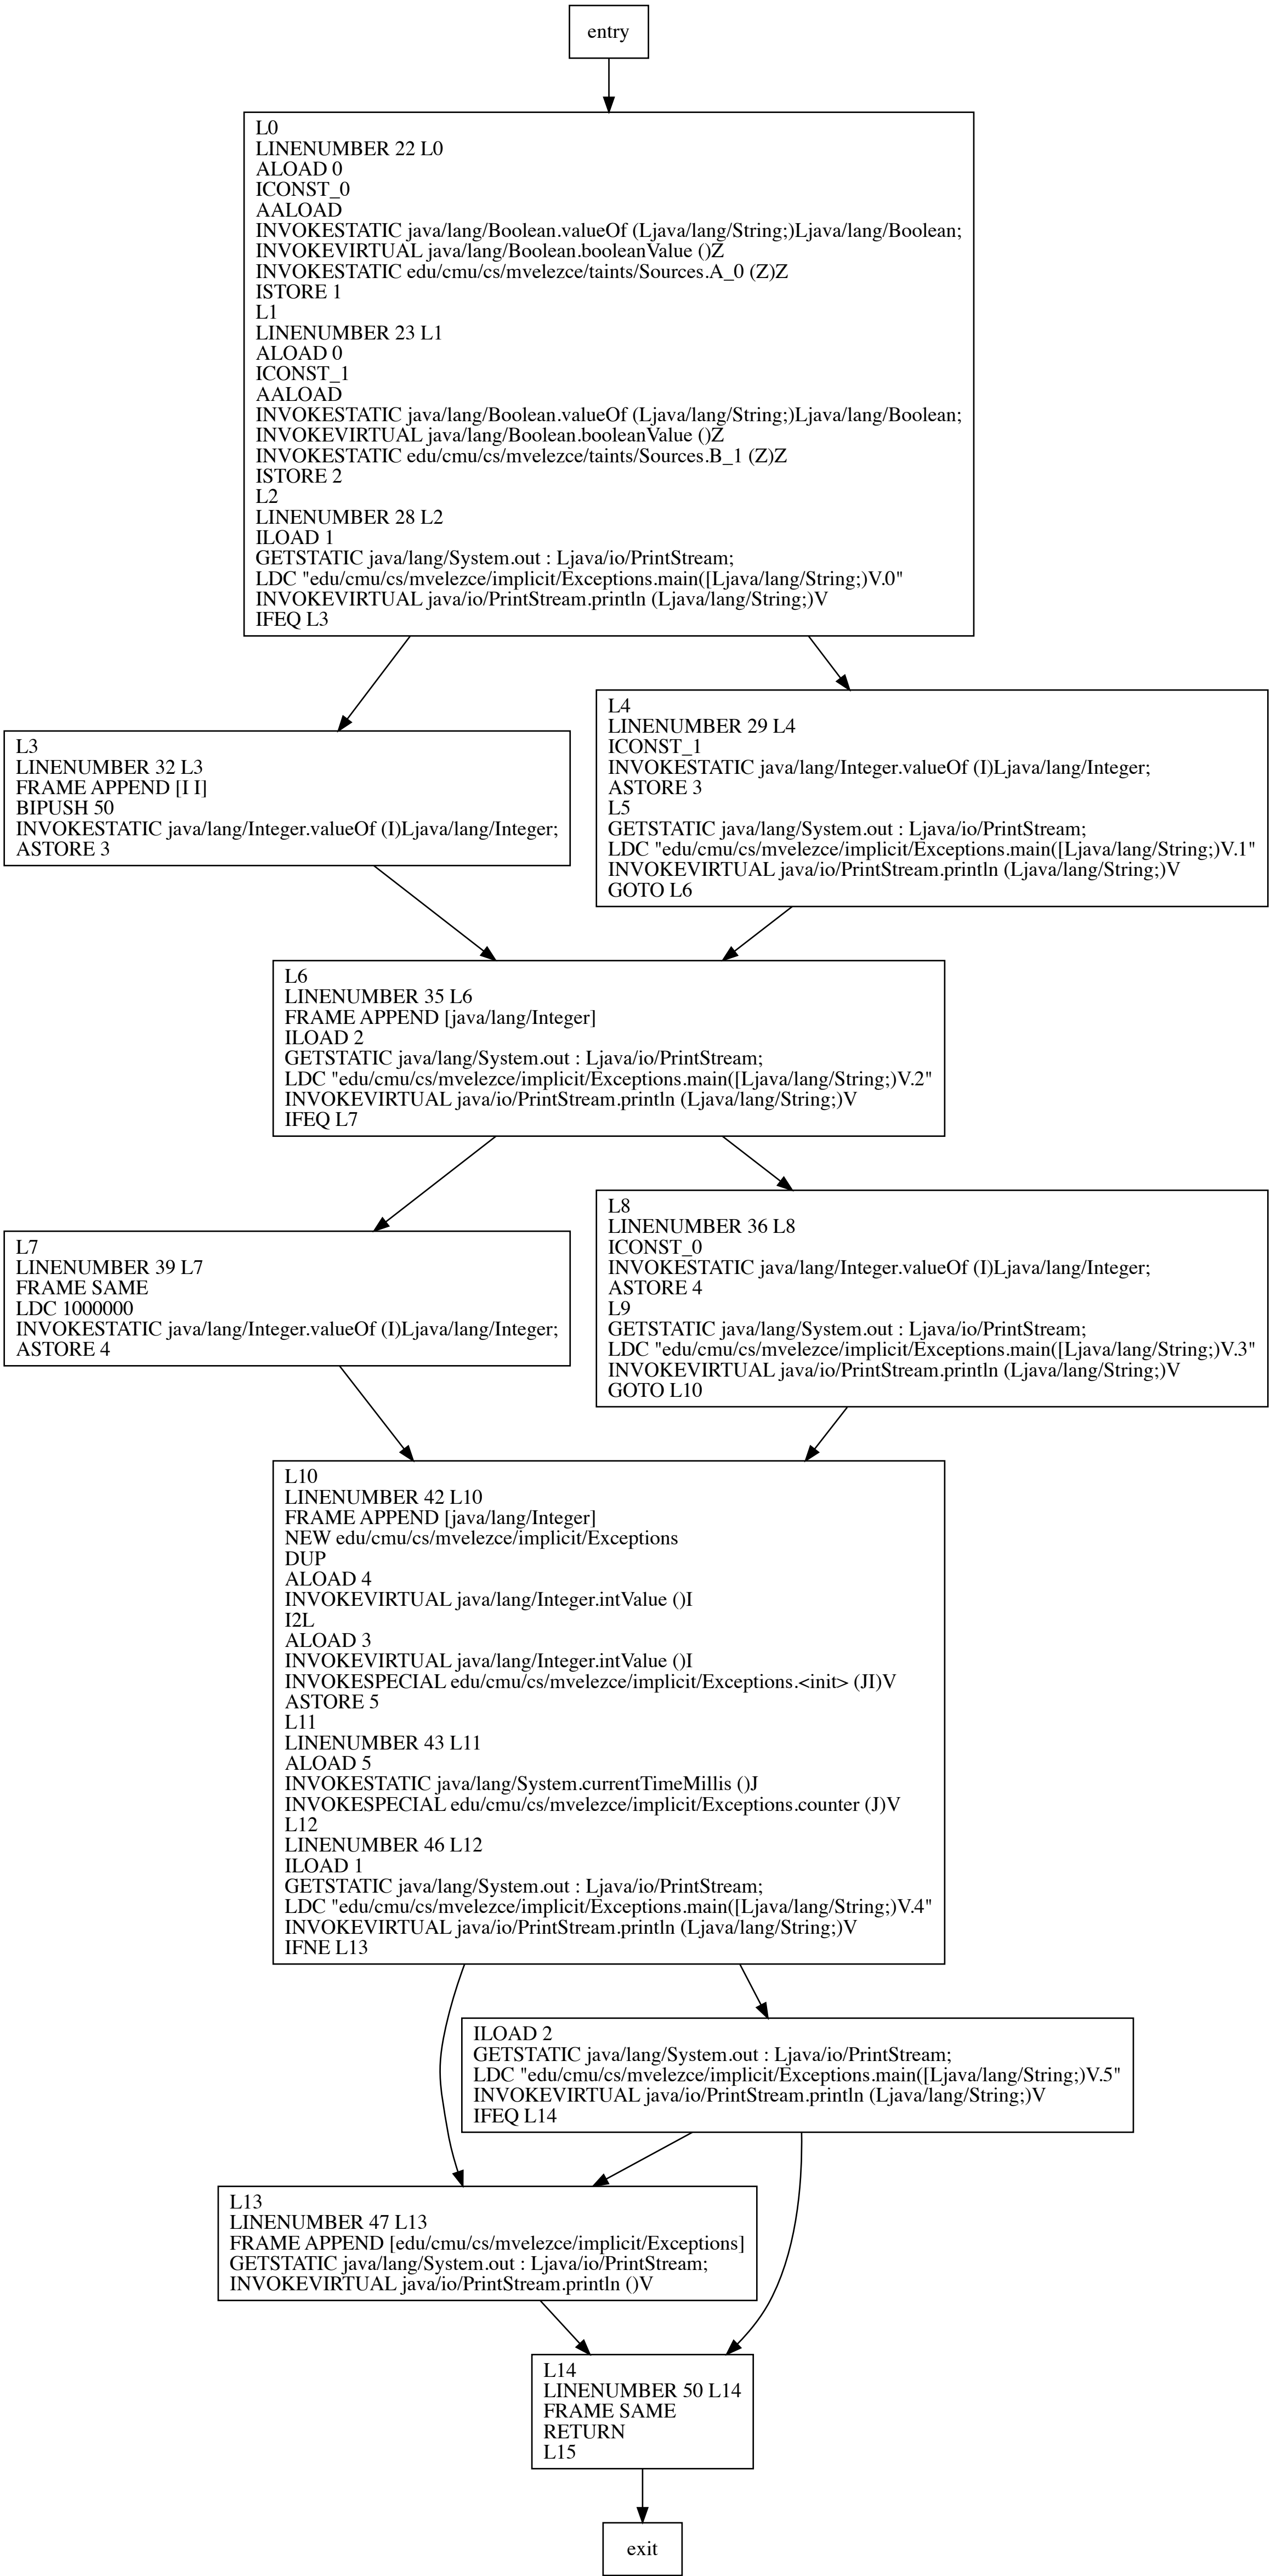 entry
L0
LINENUMBER 22 L0
ALOAD 0
ICONST_0
AALOAD
INVOKESTATIC java/lang/Boolean.valueOf (Ljava/lang/String;)Ljava/lang/Boolean;
INVOKEVIRTUAL java/lang/Boolean.booleanValue ()Z
INVOKESTATIC edu/cmu/cs/mvelezce/taints/Sources.A_0 (Z)Z
ISTORE 1
L1
LINENUMBER 23 L1
ALOAD 0
ICONST_1
AALOAD
INVOKESTATIC java/lang/Boolean.valueOf (Ljava/lang/String;)Ljava/lang/Boolean;
INVOKEVIRTUAL java/lang/Boolean.booleanValue ()Z
INVOKESTATIC edu/cmu/cs/mvelezce/taints/Sources.B_1 (Z)Z
ISTORE 2
L2
LINENUMBER 28 L2
ILOAD 1
GETSTATIC java/lang/System.out : Ljava/io/PrintStream;
LDC "edu/cmu/cs/mvelezce/implicit/Exceptions.main([Ljava/lang/String;)V.0"
INVOKEVIRTUAL java/io/PrintStream.println (Ljava/lang/String;)V
IFEQ L3
L3
LINENUMBER 32 L3
FRAME APPEND [I I]
BIPUSH 50
INVOKESTATIC java/lang/Integer.valueOf (I)Ljava/lang/Integer;
ASTORE 3
L4
LINENUMBER 29 L4
ICONST_1
INVOKESTATIC java/lang/Integer.valueOf (I)Ljava/lang/Integer;
ASTORE 3
L5
GETSTATIC java/lang/System.out : Ljava/io/PrintStream;
LDC "edu/cmu/cs/mvelezce/implicit/Exceptions.main([Ljava/lang/String;)V.1"
INVOKEVIRTUAL java/io/PrintStream.println (Ljava/lang/String;)V
GOTO L6
L6
LINENUMBER 35 L6
FRAME APPEND [java/lang/Integer]
ILOAD 2
GETSTATIC java/lang/System.out : Ljava/io/PrintStream;
LDC "edu/cmu/cs/mvelezce/implicit/Exceptions.main([Ljava/lang/String;)V.2"
INVOKEVIRTUAL java/io/PrintStream.println (Ljava/lang/String;)V
IFEQ L7
L7
LINENUMBER 39 L7
FRAME SAME
LDC 1000000
INVOKESTATIC java/lang/Integer.valueOf (I)Ljava/lang/Integer;
ASTORE 4
L8
LINENUMBER 36 L8
ICONST_0
INVOKESTATIC java/lang/Integer.valueOf (I)Ljava/lang/Integer;
ASTORE 4
L9
GETSTATIC java/lang/System.out : Ljava/io/PrintStream;
LDC "edu/cmu/cs/mvelezce/implicit/Exceptions.main([Ljava/lang/String;)V.3"
INVOKEVIRTUAL java/io/PrintStream.println (Ljava/lang/String;)V
GOTO L10
L10
LINENUMBER 42 L10
FRAME APPEND [java/lang/Integer]
NEW edu/cmu/cs/mvelezce/implicit/Exceptions
DUP
ALOAD 4
INVOKEVIRTUAL java/lang/Integer.intValue ()I
I2L
ALOAD 3
INVOKEVIRTUAL java/lang/Integer.intValue ()I
INVOKESPECIAL edu/cmu/cs/mvelezce/implicit/Exceptions.<init> (JI)V
ASTORE 5
L11
LINENUMBER 43 L11
ALOAD 5
INVOKESTATIC java/lang/System.currentTimeMillis ()J
INVOKESPECIAL edu/cmu/cs/mvelezce/implicit/Exceptions.counter (J)V
L12
LINENUMBER 46 L12
ILOAD 1
GETSTATIC java/lang/System.out : Ljava/io/PrintStream;
LDC "edu/cmu/cs/mvelezce/implicit/Exceptions.main([Ljava/lang/String;)V.4"
INVOKEVIRTUAL java/io/PrintStream.println (Ljava/lang/String;)V
IFNE L13
ILOAD 2
GETSTATIC java/lang/System.out : Ljava/io/PrintStream;
LDC "edu/cmu/cs/mvelezce/implicit/Exceptions.main([Ljava/lang/String;)V.5"
INVOKEVIRTUAL java/io/PrintStream.println (Ljava/lang/String;)V
IFEQ L14
L13
LINENUMBER 47 L13
FRAME APPEND [edu/cmu/cs/mvelezce/implicit/Exceptions]
GETSTATIC java/lang/System.out : Ljava/io/PrintStream;
INVOKEVIRTUAL java/io/PrintStream.println ()V
L14
LINENUMBER 50 L14
FRAME SAME
RETURN
L15
exit